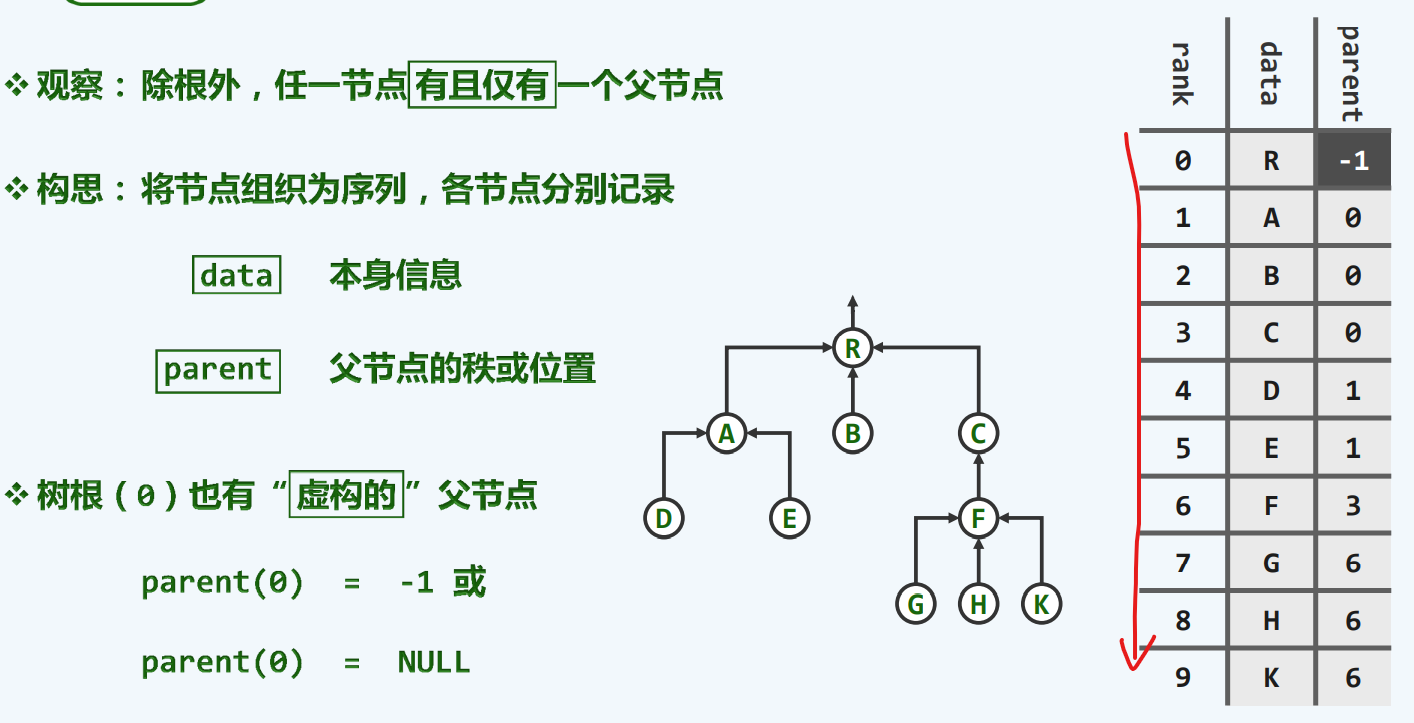 ❖ 观察：除根外，任一节点有且仅有一个父节点
❖ 构思：将节点组织为序列，各节点分别记录
data 本身信息
parent 父节点的秩或位置
❖ 树根（0）也有“虚构的”父节点
parent(0) = -1 或
parent(0) = NULL
R
A B C
D E F
G H K
rank data parent
0 R -1
1 A 0
2 B 0
3 C 0
4 D 1
5 E 1
6 F 3
7 G 6
8 H 6
9 K 6